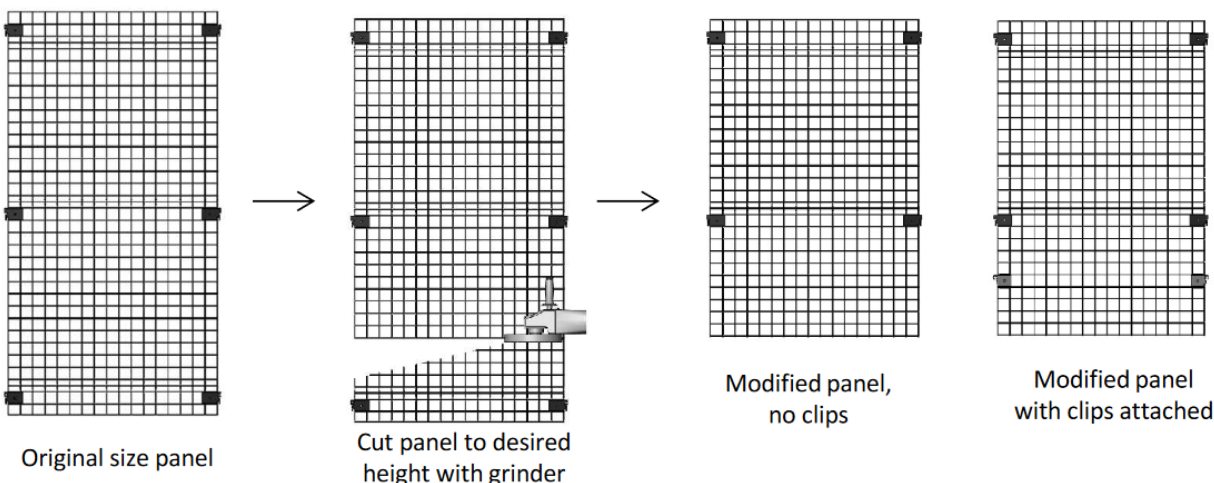 Original size panel
Cut panel to desired
height with grinder
Modified panel,
no clips
Modified panel
with clips attached